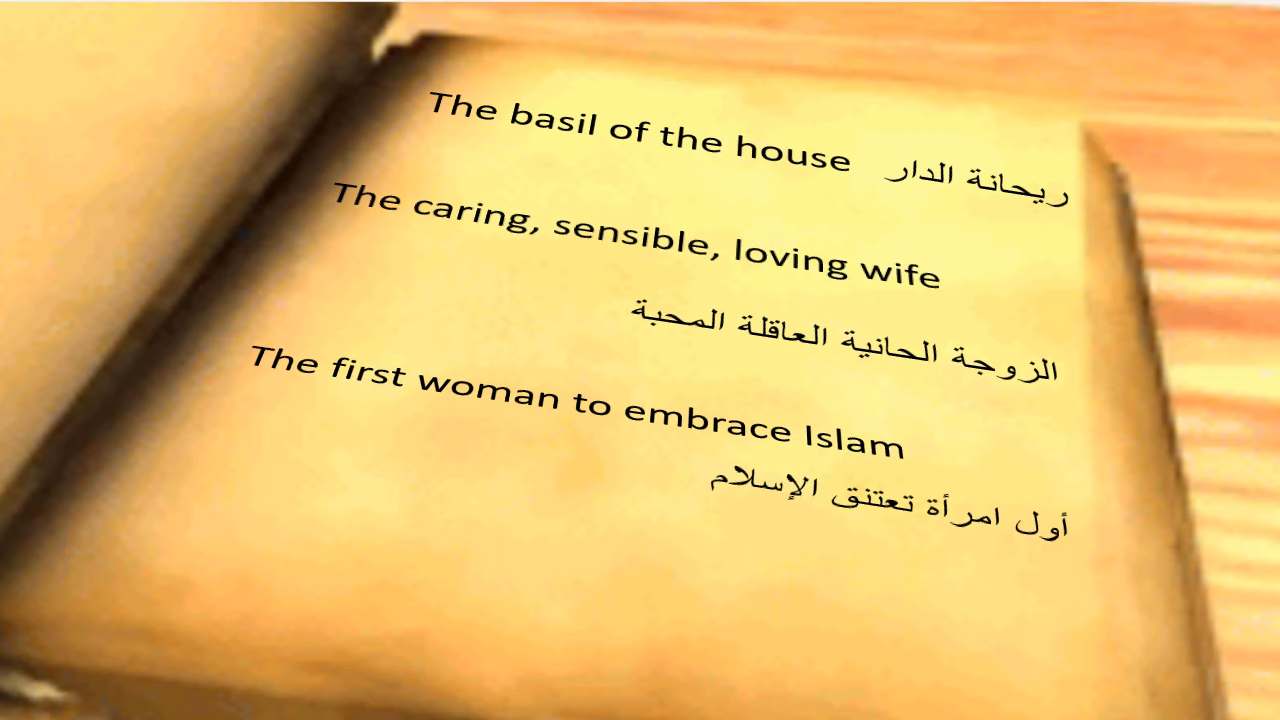 The basil of the house ريحانة الدار
The caring, sensible, loving wife
الزوجة الحانية العاقلة المحبة
The first woman to embrace Islam
أول امرأة تعتنق الإسلام